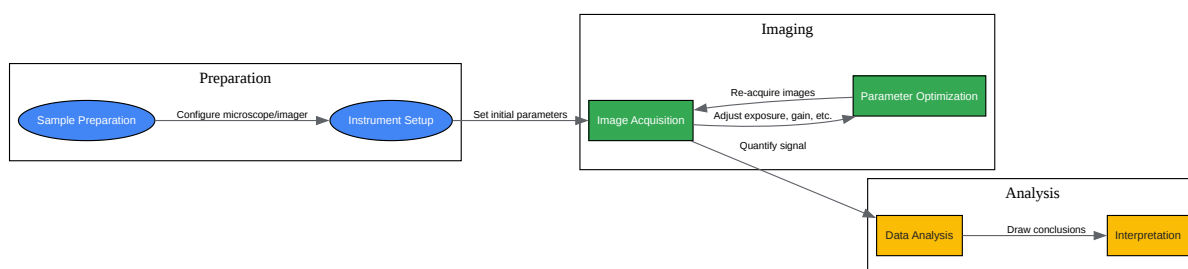 Imaging
Preparation
Sample Preparation
Configure microscope/imager
Instrument Setup
Set initial parameters
Image Acquisition
Re-acquire images
Adjust exposure, gain, etc.
Parameter Optimization
Quantify signal
Analysis
Data Analysis
Draw conclusions
Interpretation